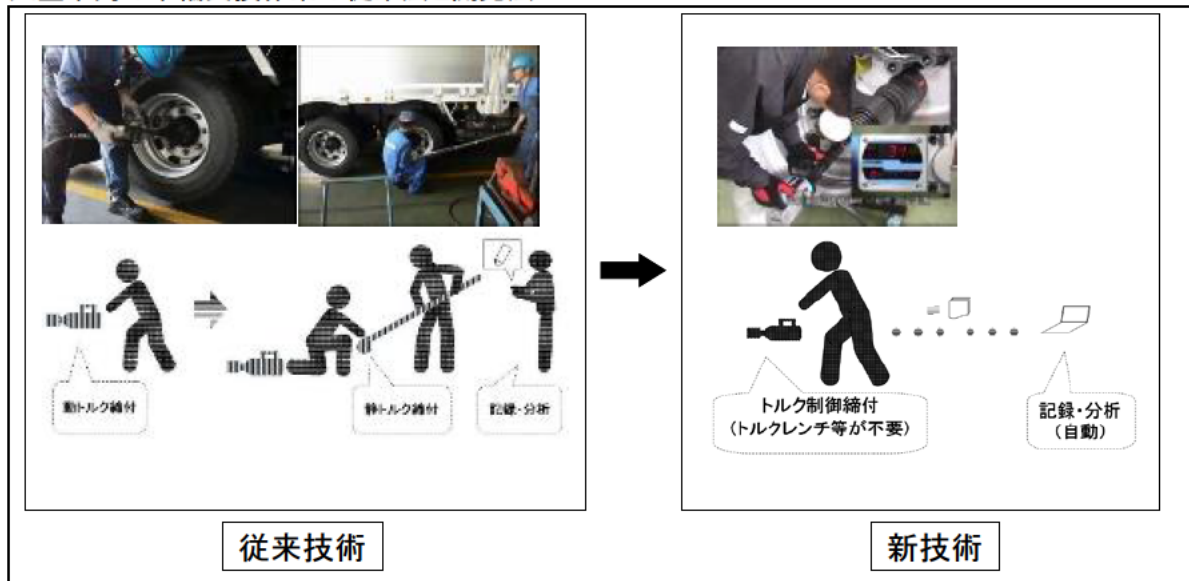 動トルク締付
静トルク締付
記録・分析
トルク制御締付
(トルクレンチ等が不要)
記録・分析
(自動)
従来技術
新技術